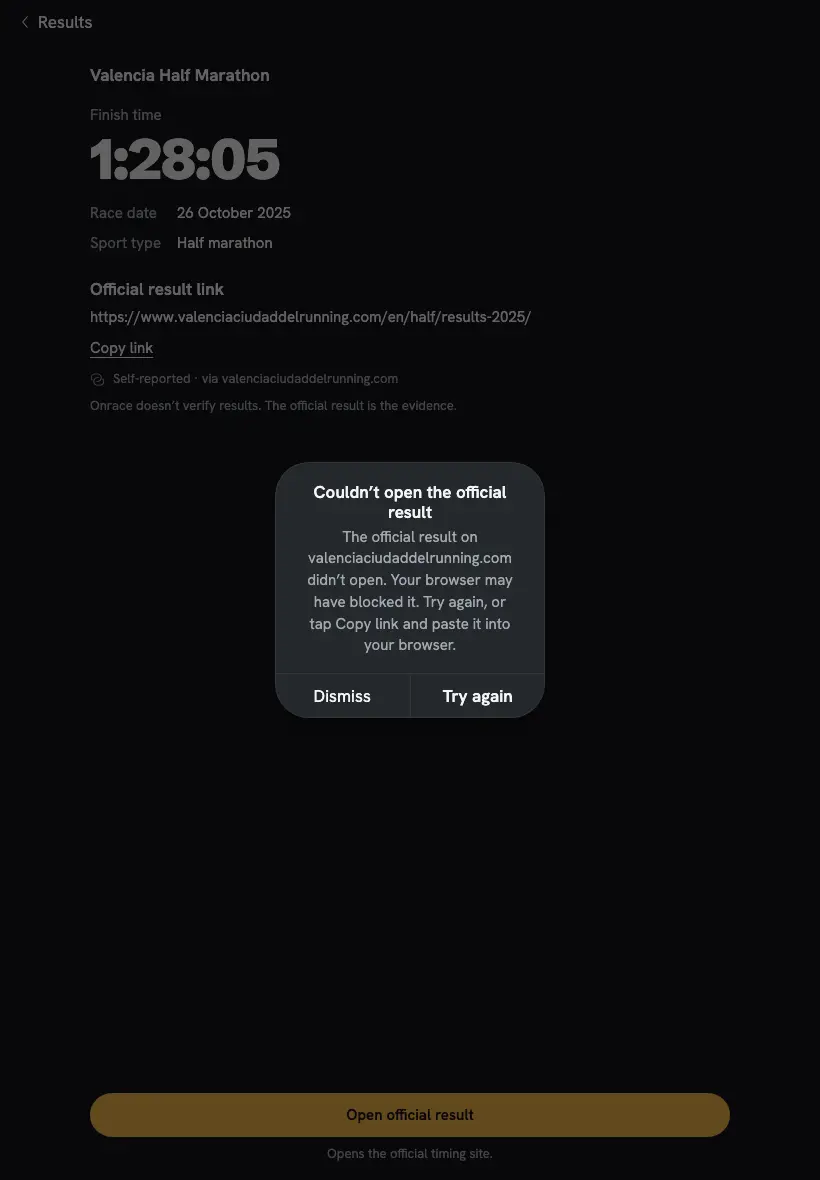 Results
Valencia Half Marathon
Finish time
1:28:05
Race date 26 October 2025
Sport type Half marathon
Official result link
https://www.valenciaciudaddelrunning.com/en/half/results-2025/
Copy link
Self-reported · via valenciaciudaddelrunning.com
Onrace doesn’t verify results. The official result is the evidence.
Couldn’t open the official
result
The official result on
valenciaciudaddelrunning.com
didn’t open. Your browser may
have blocked it. Try again, or
tap Copy link and paste it into
your browser.
Dismiss Try again
Open official result
Opens the official timing site.